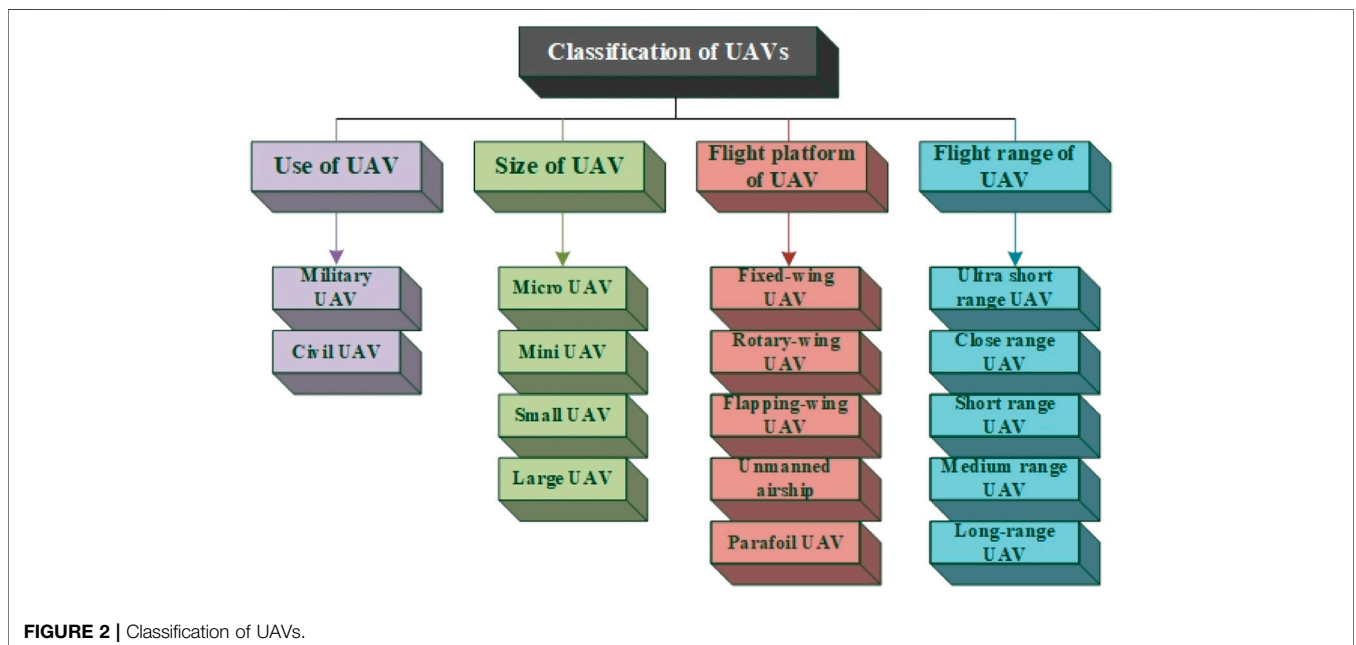 Classification of UAVs
Use of UAV
Military
UAV
Civil UAV
Size of UAV
Micro UAV
Mini UAV
Small UAV
Large UAV
Flight platform
of UAV
Fixed-wing
UAV
Rotary-wing
UAV
Flapping-wing
UAV
Unmanned
airship
Parafoil UAV
Flight range of
UAV
Ultra short
range UAV
Close range
UAV
Short range
UAV
Medium range
UAV
Long-range
UAV
FIGURE 2 | Classification of UAVs.